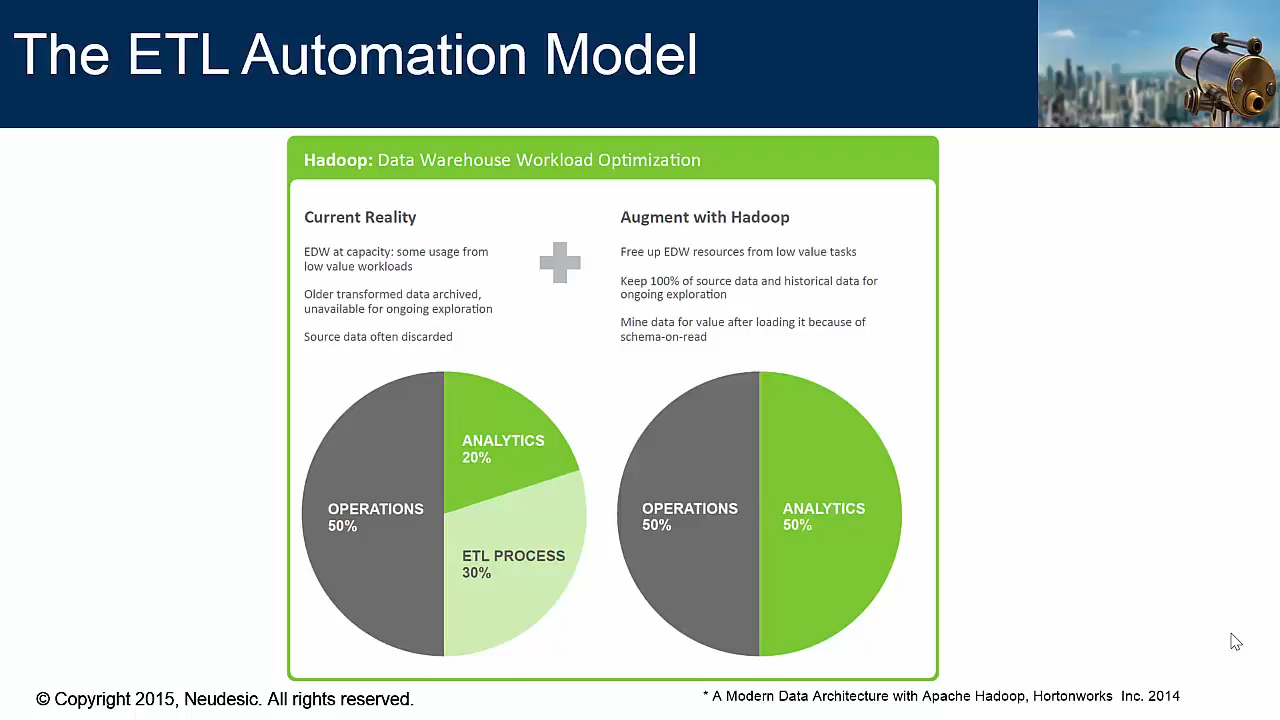 The ETL Automation Model
Hadoop: Data Warehouse Workload Optimization
Current Reality
EDW at capacity: some usage from
low value workloads
Older transformed data archived,
unavailable for ongoing exploration
Source data often discarded
Augment with Hadoop
Free up EDW resources from low value tasks
Keep 100% of source data and historical data for
ongoing exploration
Mine data for value after loading it because of
schema-on-read
OPERATIONS
50%
ANALYTICS
20%
ETL PROCESS
30%
OPERATIONS
50%
ANALYTICS
50%
© Copyright 2015, Neudesic. All rights reserved.
* A Modern Data Architecture with Apache Hadoop, Hortonworks Inc. 2014